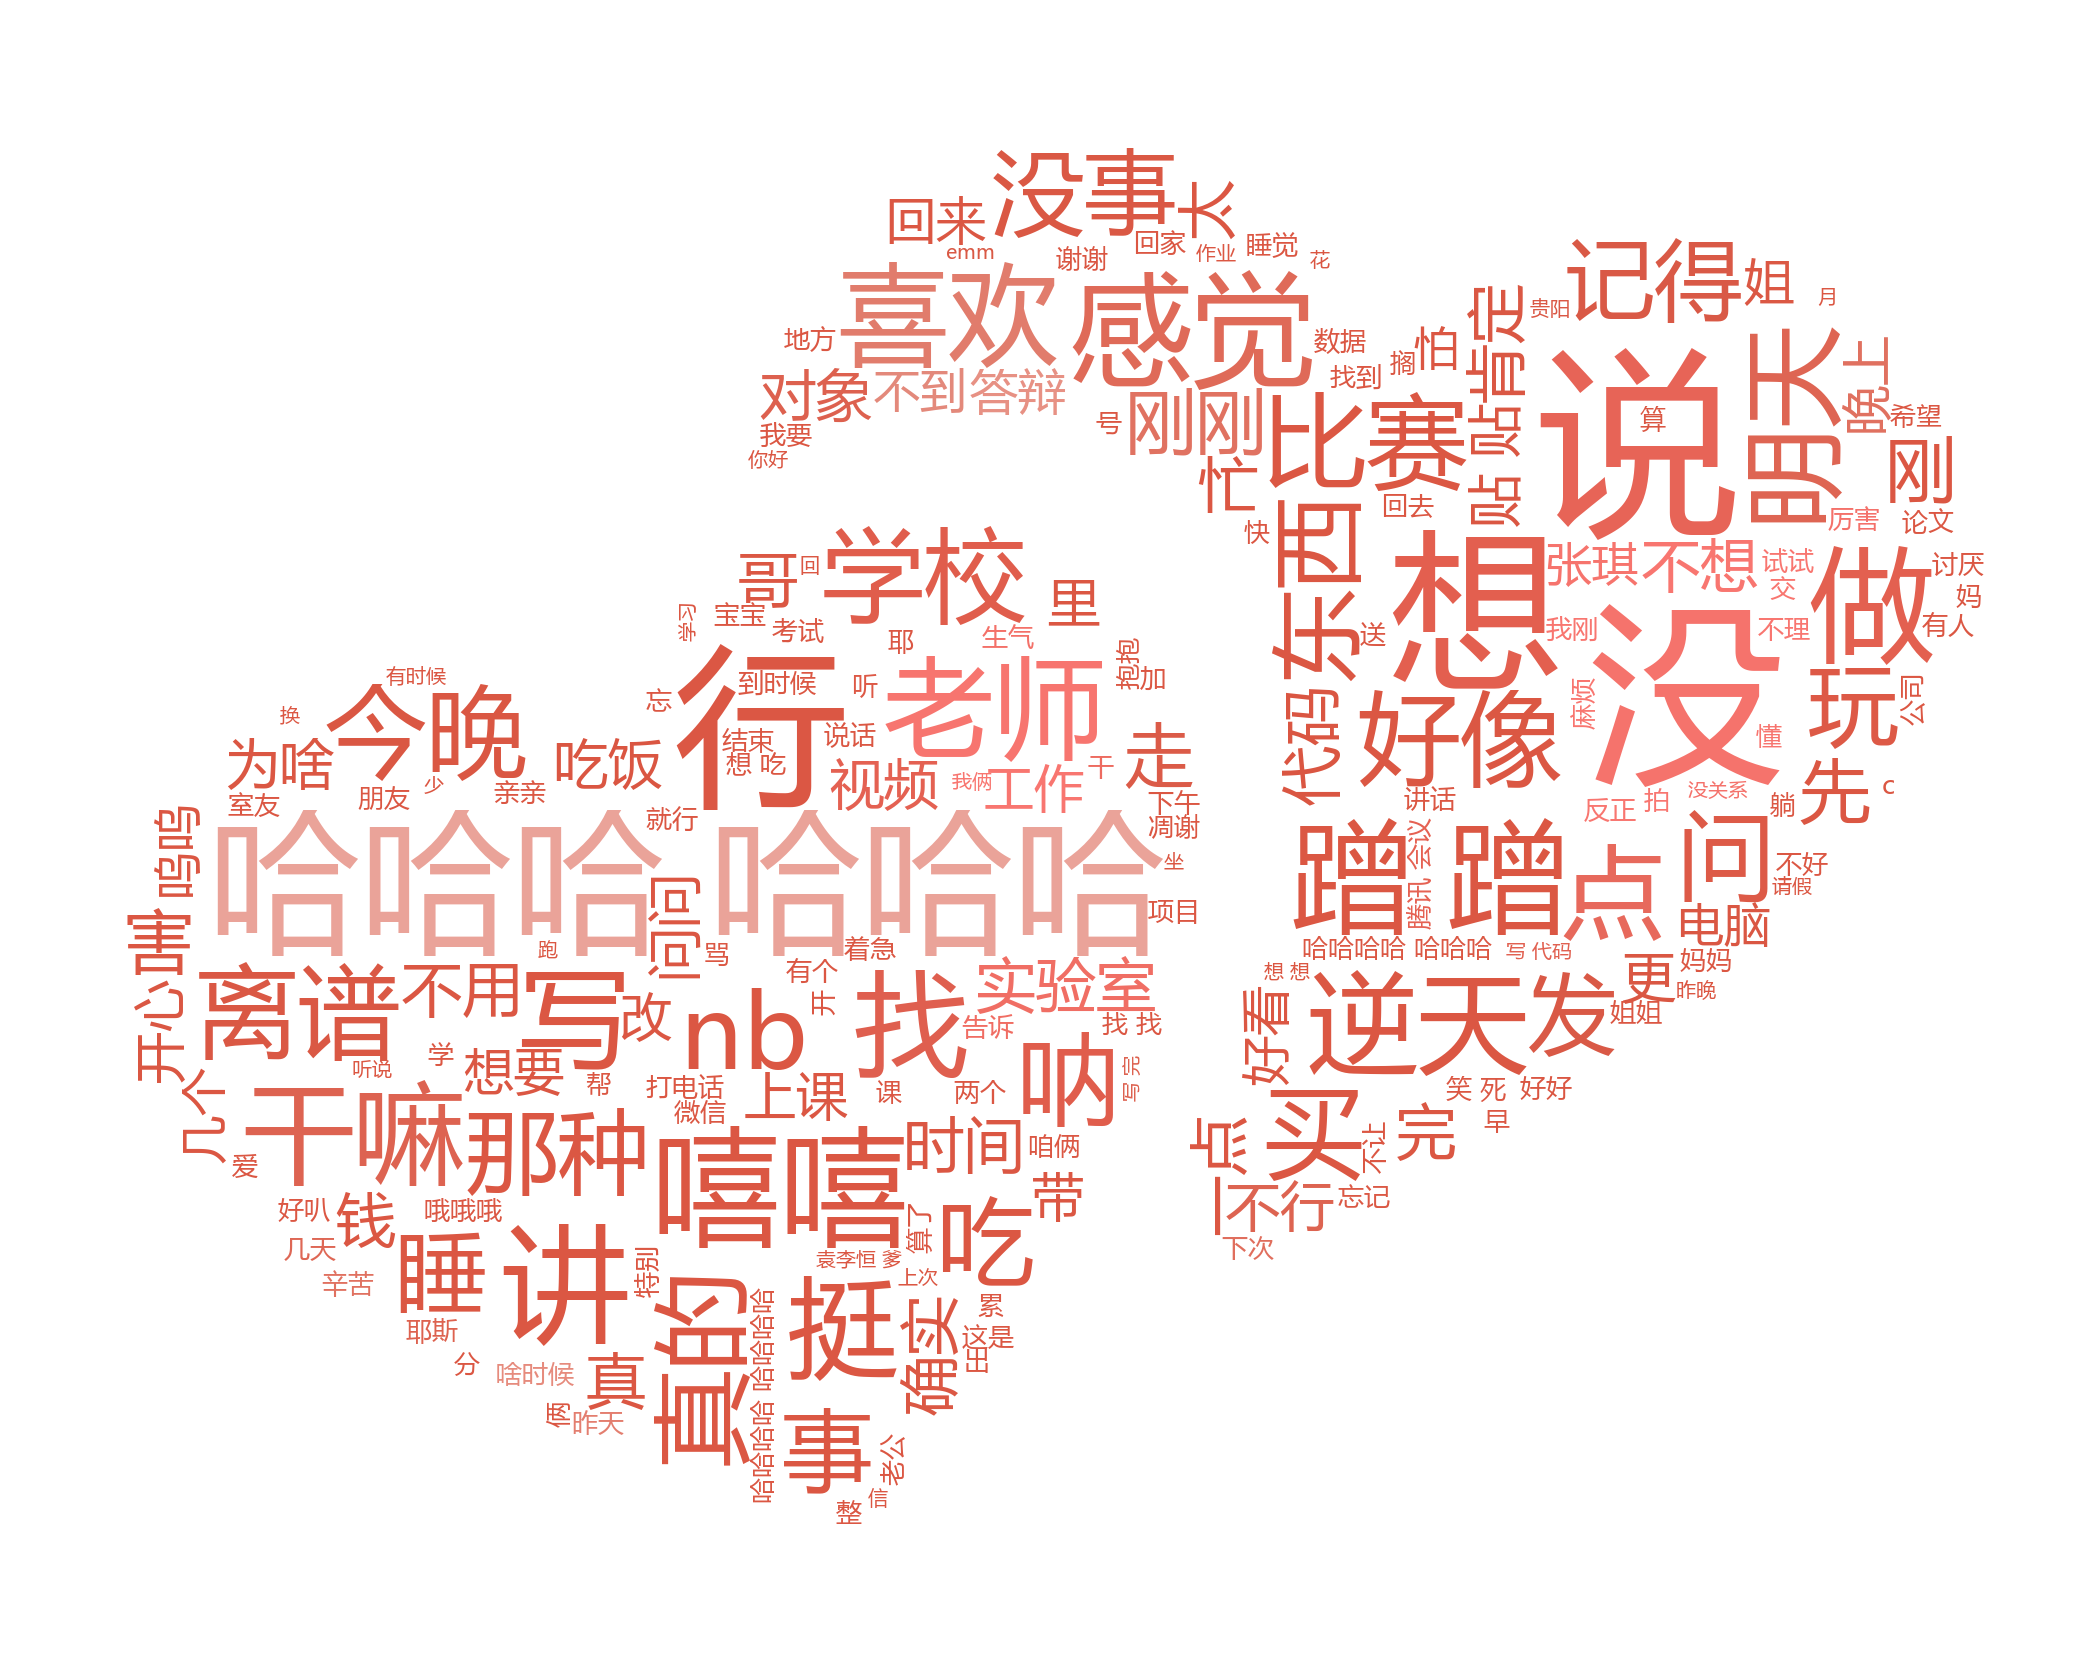 没事
太
回来
emm
谢谢
回家
作业
睡觉
花
喜欢
感觉
地方
数据
对象
不到
答辩
我要
你好
号
刚刚
找到
搁
怕
肯定
贵阳
记得
姐
月
说
算
明天
晚上
希望
刚
厉害
论文
比赛
贴 贴
忙
回去
快
东西
想
张琪
不想
试试
交
做
讨厌
妈
有人
我刚
不理
没
送
麻烦
懂
没关系
玩
公司
代码
好像
讲话
反正
拍
躺
先
c
哥
回
学校
里
学习
宝宝
考试
耶
生气
抱抱
加
有时候
今晚
换
为啥
室友
朋友
少
吃饭
亲亲
忘
行
到时候
听
老师
结束
想 吃
说话
视频
我俩
工作
干
走
下午
凋谢
就行
呜呜
哈哈哈 哈哈哈
坐
项目
问问
跑
骂
着急
有个
开
蹭 蹭
会议
腾讯
点
问
不好
请假
电脑
哈哈哈哈 哈哈哈
写 代码
想 想
更
妈妈
昨晚
姐姐
逆天
发
好看
笑 死
好好
早
害
开心
离谱
不用
写
改
nb
找
实验室
告诉
找 找
听说
学
想要
帮
打电话
微信
上课
课
两个
呐
写 完
几个
干嘛
那种
爱
嘻嘻
时间
咱俩
点
买
不让
完
不行
忘记
下次
好叭
钱
哦哦哦
几天
辛苦
睡
讲
特别
袁李恒 爹
算了
上次
吃
带
累
这是
出
耶斯
分
啥时候
真
俩
昨天
真的
哈哈哈哈
哈哈哈哈
挺
确实
事
老公
信
整